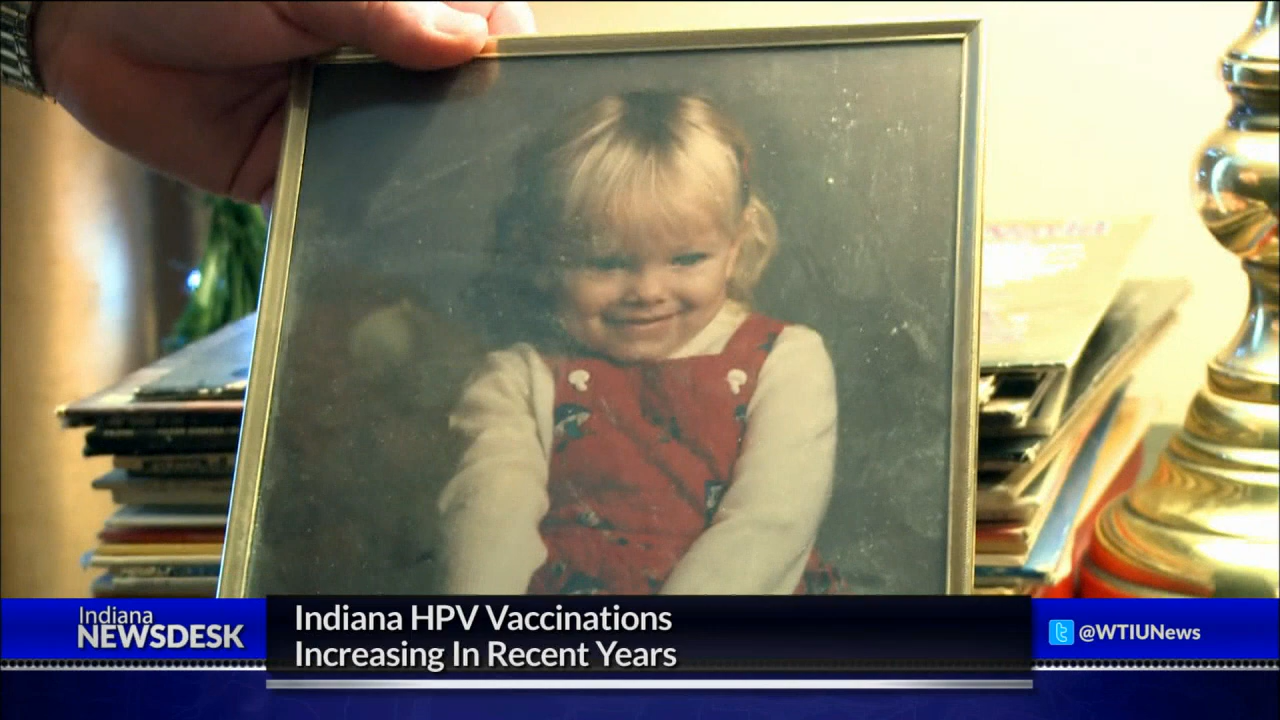 Indiana
NEWSDESK
Indiana HPV Vaccinations
Increasing In Recent Years
@WTIUNews